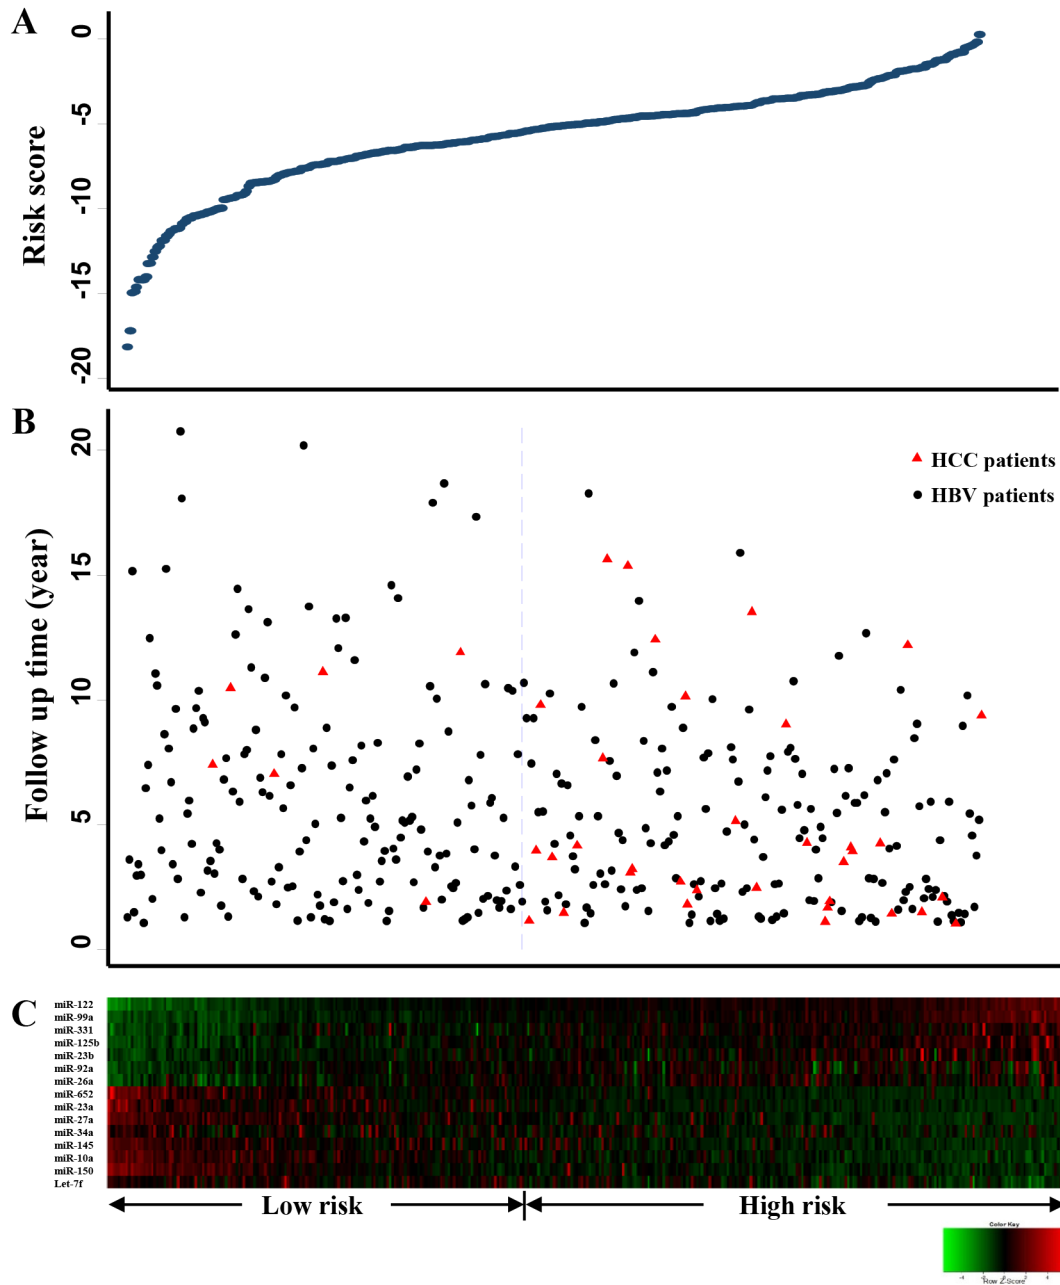 A
Risk score
0
-5
-10
-15
-20
B
Follow up time (year)
20
15
10
5
0
HCC patients
HBV patients
C
miR-122
miR-99a
miR-331
miR-125b
miR-23b
miR-92a
miR-26a
miR-652
miR-23a
miR-27a
miR-34a
miR-145
miR-10a
miR-150
Let-7f
Low risk
High risk
Color Key
Row Z-Score